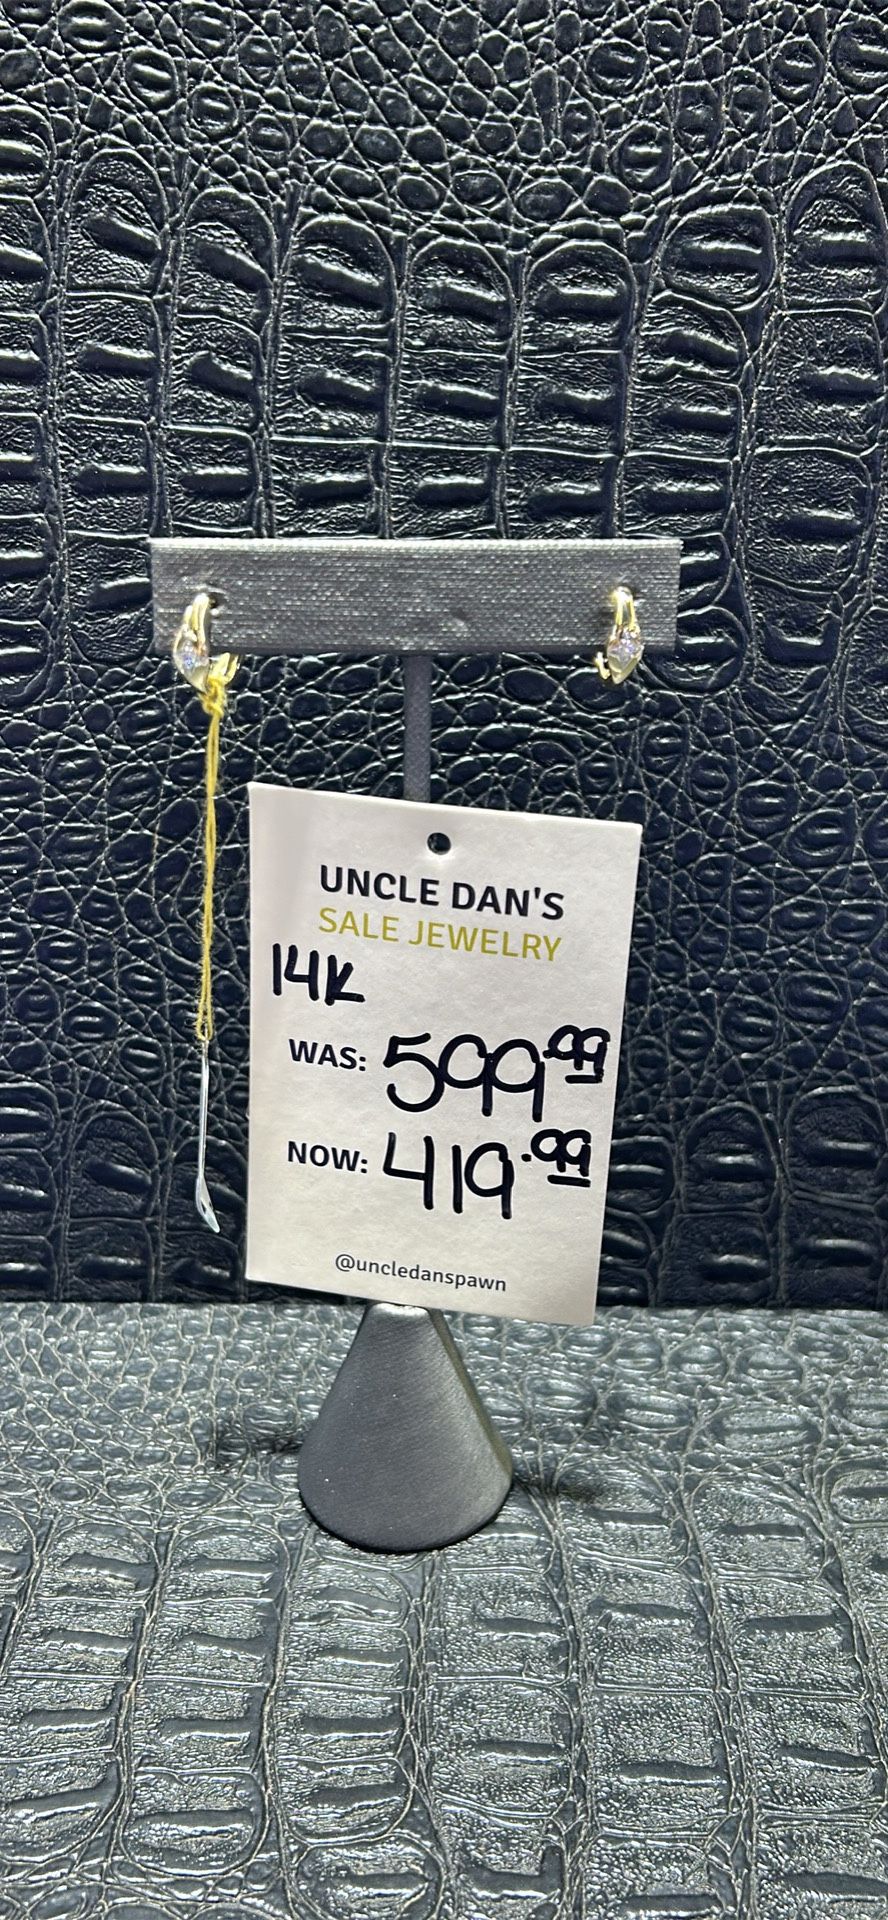 UNCLE DAN'S
SALE JEWELRY
14K
WAS: 599.99
NOW: 419.99
@uncledanspawn